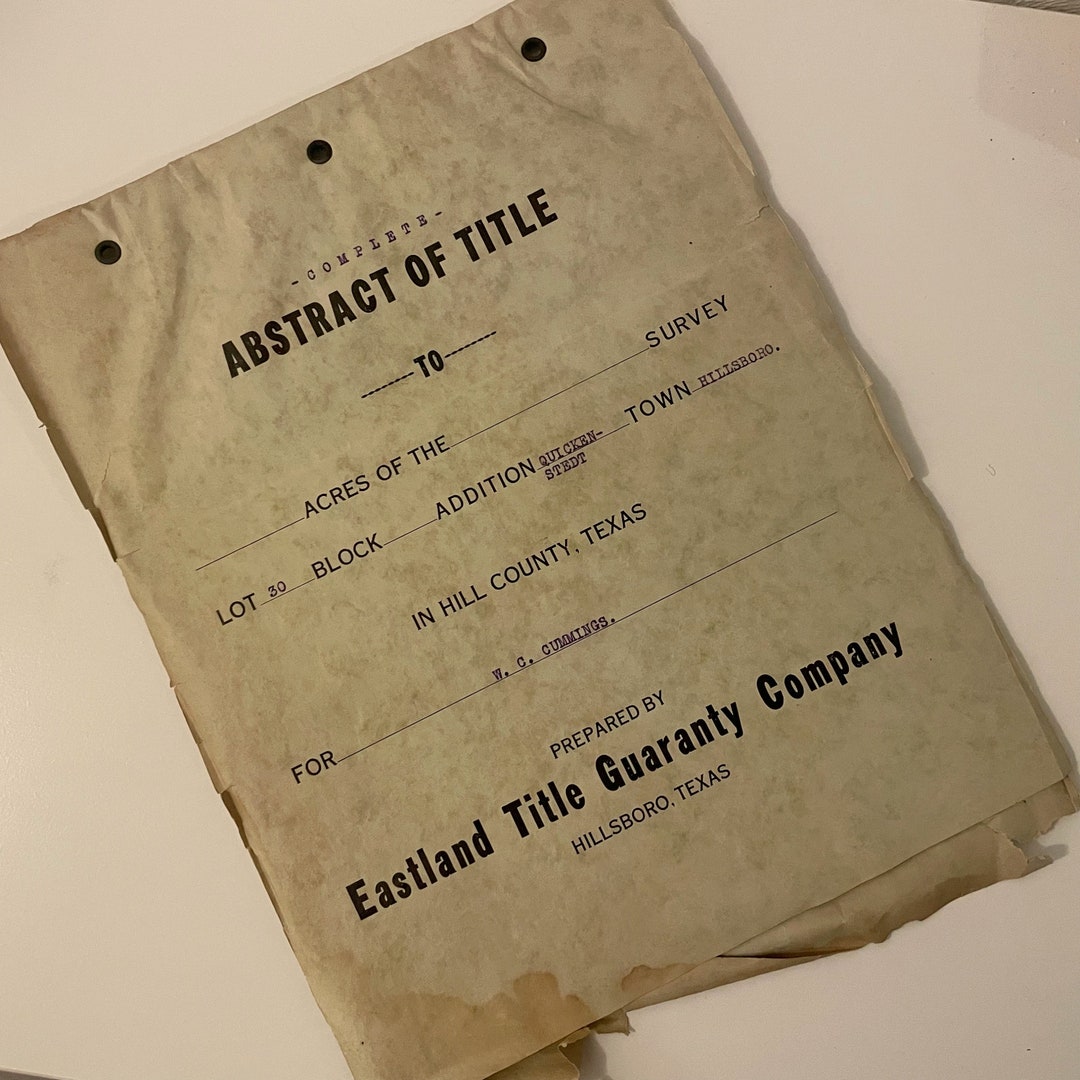 -COMPLETE-
ABSTRACT OF TITLE
--------TO--------
ACRES OF THE SURVEY
LOT 30 BLOCK ADDITION QUICKEN-
STEDT TOWN HILLSBORO.
IN HILL COUNTY, TEXAS
FOR W. C. CUMMINGS.
PREPARED BY
Eastland Title Guaranty Company
HILLSBORO, TEXAS